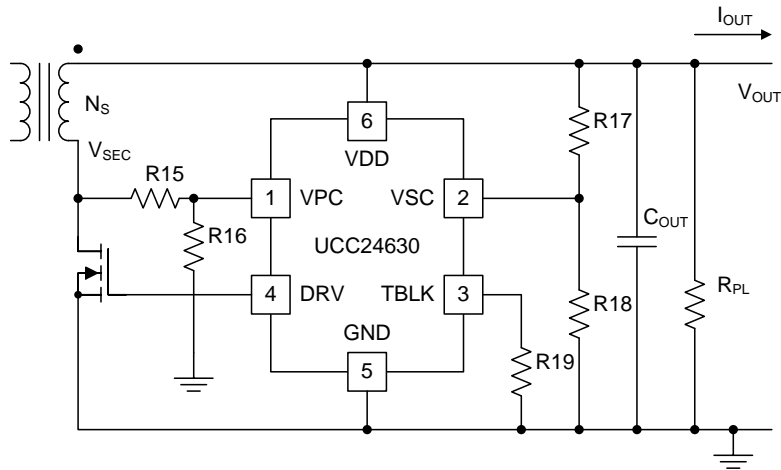 I_OUT
N_S
R17
V_OUT
6
VDD
V_SEC
R15
1
VPC
VSC
2
R16
UCC24630
C_OUT
4
DRV
TBLK
3
R18
R_PL
GND
5
R19